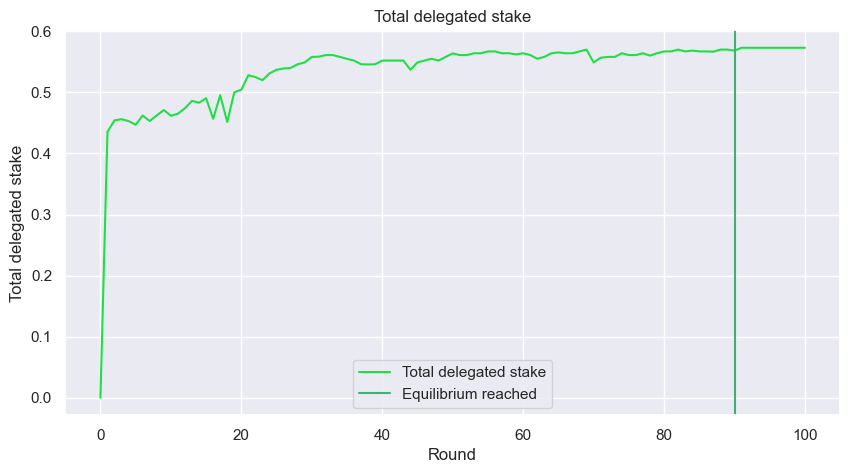 Total delegated stake
Total delegated stake
0.6
0.5
0.4
0.3
0.2
0.1
0.0
Total delegated stake
Equilibrium reached
0 20 40 60 80 100
Round